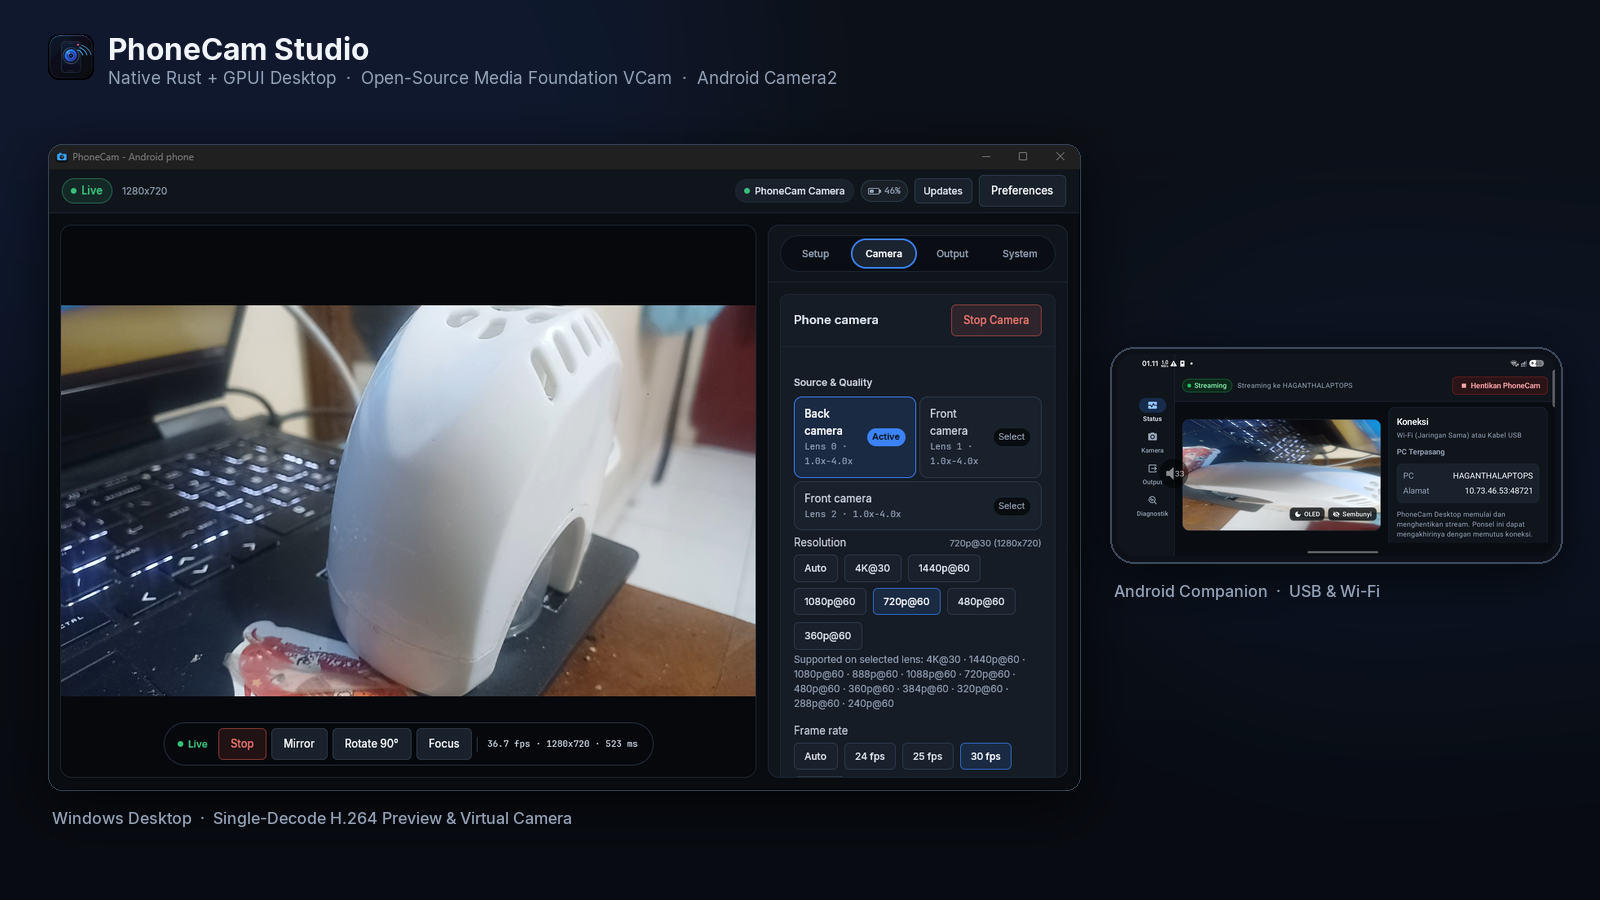 PhoneCam Studio
Native Rust + GPUI Desktop · Open-Source Media Foundation VCam · Android Camera2
PhoneCam - Android phone
Live
1280x720
PhoneCam Camera
46%
Updates
Preferences
Setup
Camera
Output
System
Phone camera
Stop Camera
Source & Quality
Back
camera
Lens 0 ·
1.0x-4.0x
Active
Front
camera
Lens 1 ·
1.0x-4.0x
Select
Front camera
Lens 2 · 1.0x-4.0x
Select
Resolution
720p@30 (1280x720)
Auto
4K@30
1440p@60
1080p@60
720p@60
480p@60
360p@60
Supported on selected lens: 4K@30 · 1440p@60 ·
1080p@60 · 888p@60 · 1088p@60 · 720p@60 ·
480p@60 · 360p@60 · 384p@60 · 320p@60 ·
288p@60 · 240p@60
Frame rate
Auto
24 fps
25 fps
30 fps
Live
Stop
Mirror
Rotate 90°
Focus
36.7 fps · 1280x720 · 523 ms
CTRL
Windows Desktop · Single-Decode H.264 Preview & Virtual Camera
01.11
Streaming
Streaming ke HAGANTHALAPTOPS
Hentikan PhoneCam
Status
Kamera
Output
33
Diagnostik
OLED
Sembunyi
Koneksi
Wi-Fi (Jaringan Sama) atau Kabel USB
PC Terpasang
PC
HAGANTHALAPTOPS
Alamat
10.73.46.53:48721
PhoneCam Desktop memulai dan
menghentikan stream. Ponsel ini dapat
mengakhirinya dengan memutus koneksi.
Android Companion · USB & Wi-Fi